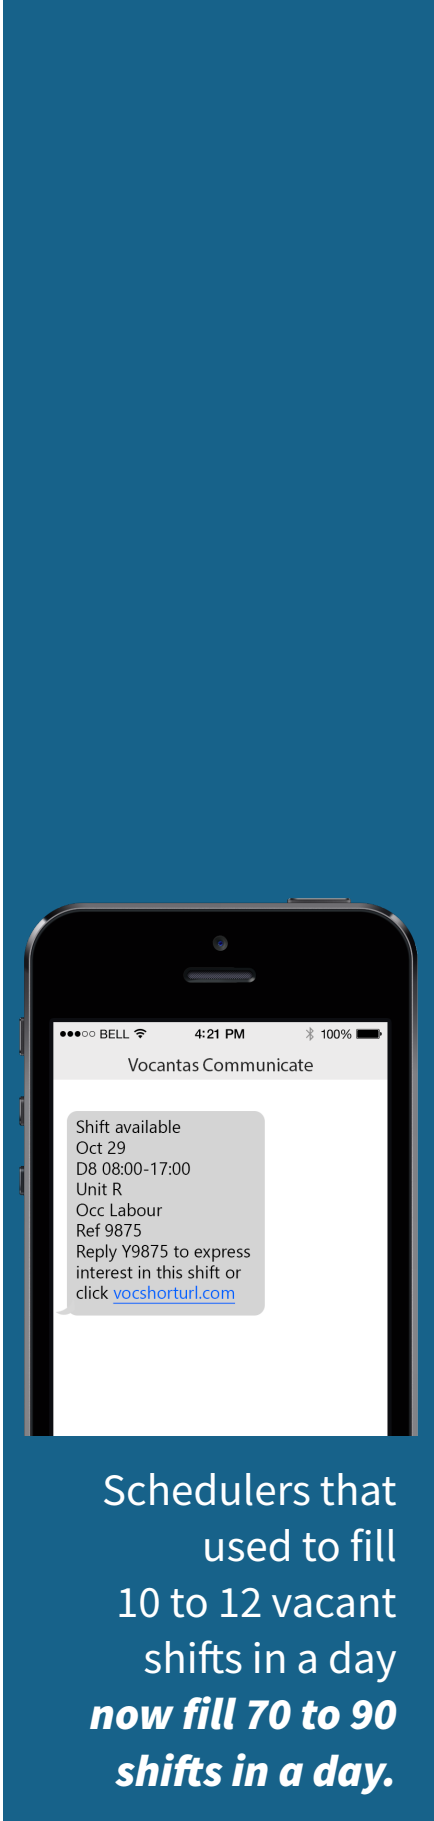 ●●●○○ BELL 4:21 PM 100%
Vocantas Communicate
Shift available
Oct 29
D8 08:00-17:00
Unit R
Occ Labour
Ref 9875
Reply Y9875 to express
interest in this shift or
click vocshorturl.com
Schedulers that
used to fill
10 to 12 vacant
shifts in a day
now fill 70 to 90
shifts in a day.